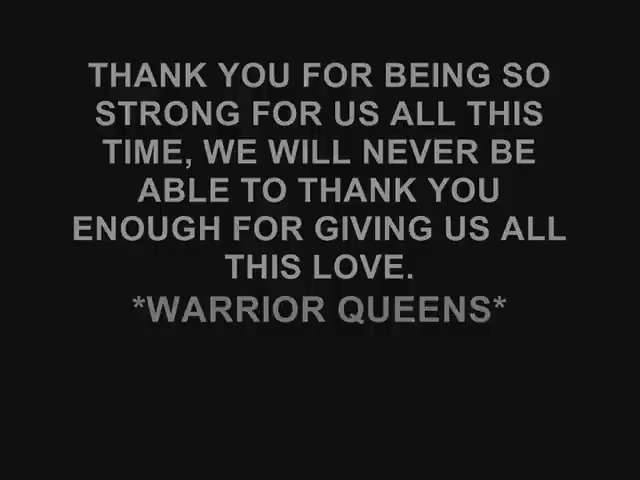 THANK YOU FOR BEING SO
STRONG FOR US ALL THIS
TIME, WE WILL NEVER BE
ABLE TO THANK YOU
ENOUGH FOR GIVING US ALL
THIS LOVE.
*WARRIOR QUEENS*